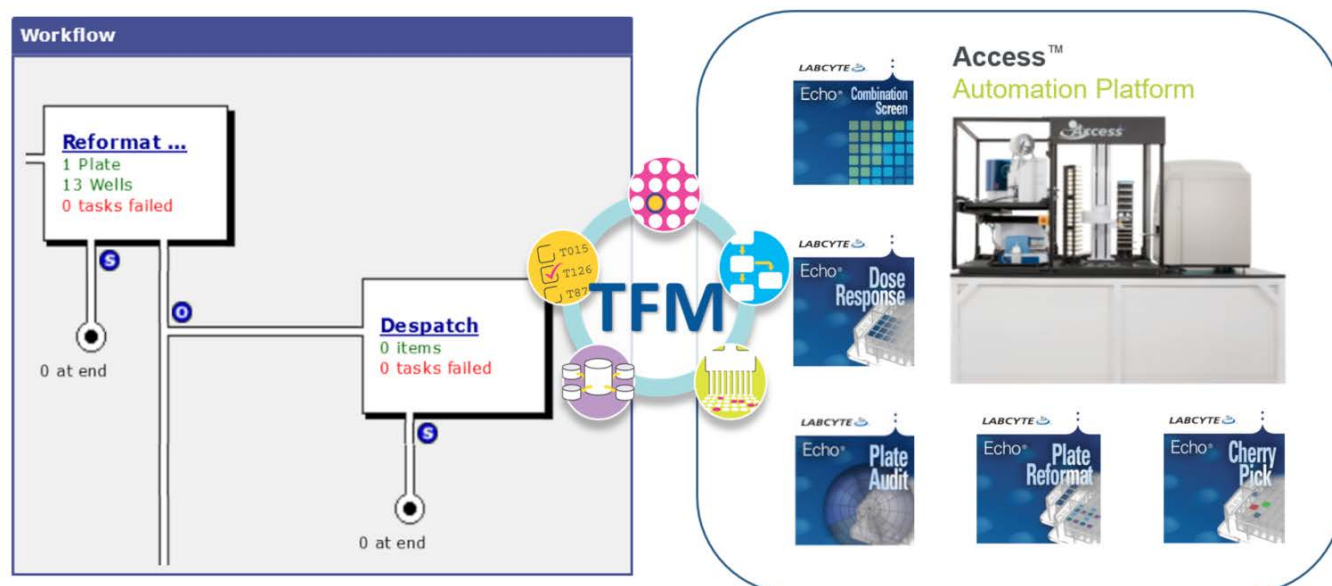 Workflow
Reformat ...
1 Plate
13 Wells
0 tasks failed
S
O
0 at end
Despatch
0 items
0 tasks failed
S
0 at end
T015
T126
T87
TFM
LABCYTE
Echo® Combination
Screen
Access™
Automation Platform
Access
LABCYTE
Echo® Dose
Response
LABCYTE
Echo® Plate
Audit
LABCYTE
Echo® Plate
Reformat
LABCYTE
Echo® Cherry
Pick